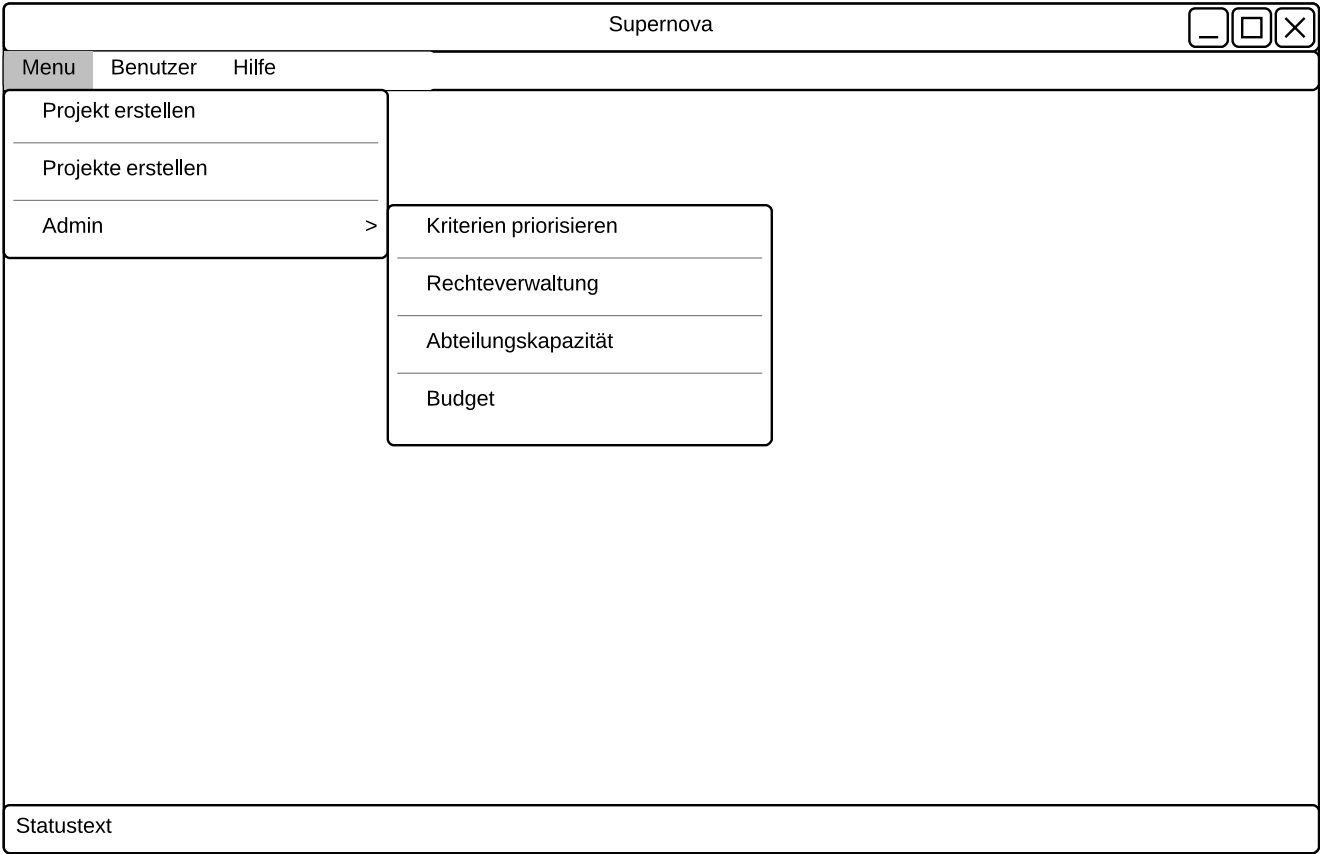 Supernova
Menu Benutzer Hilfe
Projekt erstellen
Projekte erstellen
Admin >
Kriterien priorisieren
Rechteverwaltung
Abteilungskapazität
Budget
Statustext